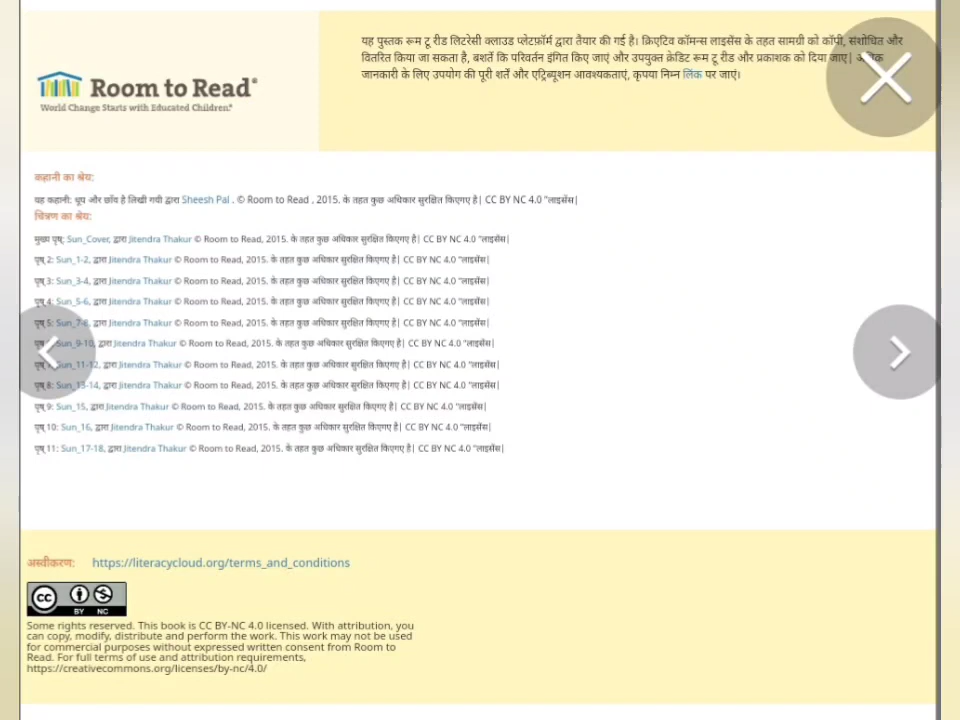 यह पुस्तक रूम टू रीड लिटरेसी क्लाउड प्लेटफ़ॉर्म द्वारा तैयार की गई है। क्रिएटिव कॉमन्स लाइसेंस के तहत सामग्री को कॉपी, संशोधित और
वितरित किया जा सकता है, बशर्ते कि परिवर्तन इंगित किए जाएं और उपयुक्त क्रेडिट रूम टू रीड और प्रकाशक को दिया जाए|
जानकारी के लिए उपयोग की पूरी शर्तें और एट्रिब्यूशन आवश्यकताएं, कृपया निम्न लिंक पर जाएं।
Room to Read®
World Change Starts with Educated Children.®
कहानी का श्रेय:
यह कहानी: धूप और छाँव है लिखी गयी द्वारा Sheesh Pal . © Room to Read , 2015. के तहत कुछ अधिकार सुरक्षित किएगए है| CC BY NC 4.0 "लाइसेंस|
चित्रण का श्रेय:
मुख्य पृष्ठ: Sun_Cover, द्वारा Jitendra Thakur © Room to Read, 2015. के तहत कुछ अधिकार सुरक्षित किएगए है| CC BY NC 4.0 "लाइसेंस|
पृष्ठ 2: Sun_1-2, द्वारा Jitendra Thakur © Room to Read, 2015. के तहत कुछ अधिकार सुरक्षित किएगए है| CC BY NC 4.0 "लाइसेंस|
पृष्ठ 3: Sun_3-4, द्वारा Jitendra Thakur © Room to Read, 2015. के तहत कुछ अधिकार सुरक्षित किएगए है| CC BY NC 4.0 "लाइसेंस|
पृष्ठ 4: Sun_5-6, द्वारा Jitendra Thakur © Room to Read, 2015. के तहत कुछ अधिकार सुरक्षित किएगए है| CC BY NC 4.0 "लाइसेंस|
पृष्ठ 5: Sun_7-8, द्वारा Jitendra Thakur © Room to Read, 2015. के तहत कुछ अधिकार सुरक्षित किएगए है| CC BY NC 4.0 "लाइसेंस|
Sun_9-10, द्वारा Jitendra Thakur © Room to Read, 2015. के तहत कुछ अधिकार सुरक्षित किएगए है| CC BY NC 4.0 "लाइसेंस|
Sun_11-12, द्वारा Jitendra Thakur © Room to Read, 2015. के तहत कुछ अधिकार सुरक्षित किएगए है| CC BY NC 4.0 "लाइसेंस|
पृष्ठ 8: Sun_13-14, द्वारा Jitendra Thakur © Room to Read, 2015. के तहत कुछ अधिकार सुरक्षित किएगए है| CC BY NC 4.0 "लाइसेंस|
पृष्ठ 9: Sun_15, द्वारा Jitendra Thakur © Room to Read, 2015. के तहत कुछ अधिकार सुरक्षित किएगए है| CC BY NC 4.0 "लाइसेंस|
पृष्ठ 10: Sun_16, द्वारा Jitendra Thakur © Room to Read, 2015. के तहत कुछ अधिकार सुरक्षित किएगए है| CC BY NC 4.0 "लाइसेंस|
पृष्ठ 11: Sun_17-18, द्वारा Jitendra Thakur © Room to Read, 2015. के तहत कुछ अधिकार सुरक्षित किएगए है| CC BY NC 4.0 "लाइसेंस|
अस्वीकरण: https://literacycloud.org/terms_and_conditions
cc BY NC
Some rights reserved. This book is CC BY-NC 4.0 licensed. With attribution, you
can copy, modify, distribute and perform the work. This work may not be used
for commercial purposes without expressed written consent from Room to
Read. For full terms of use and attribution requirements,
https://creativecommons.org/licenses/by-nc/4.0/